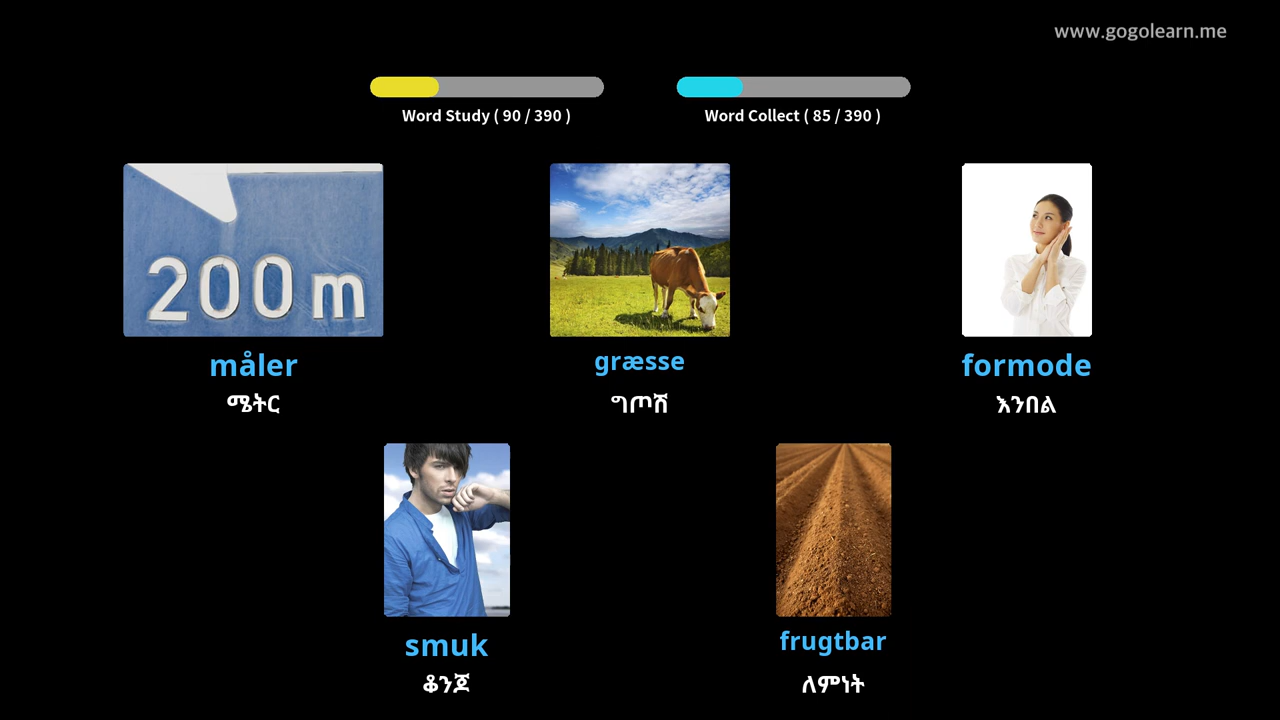 www.gogolearn.me
Word Study ( 90 / 390 )
Word Collect ( 85 / 390 )
200 m
måler
ሜትር
græsse
ግጦሽ
formode
እንበል
smuk
ቆንጆ
frugtbar
ለምነት